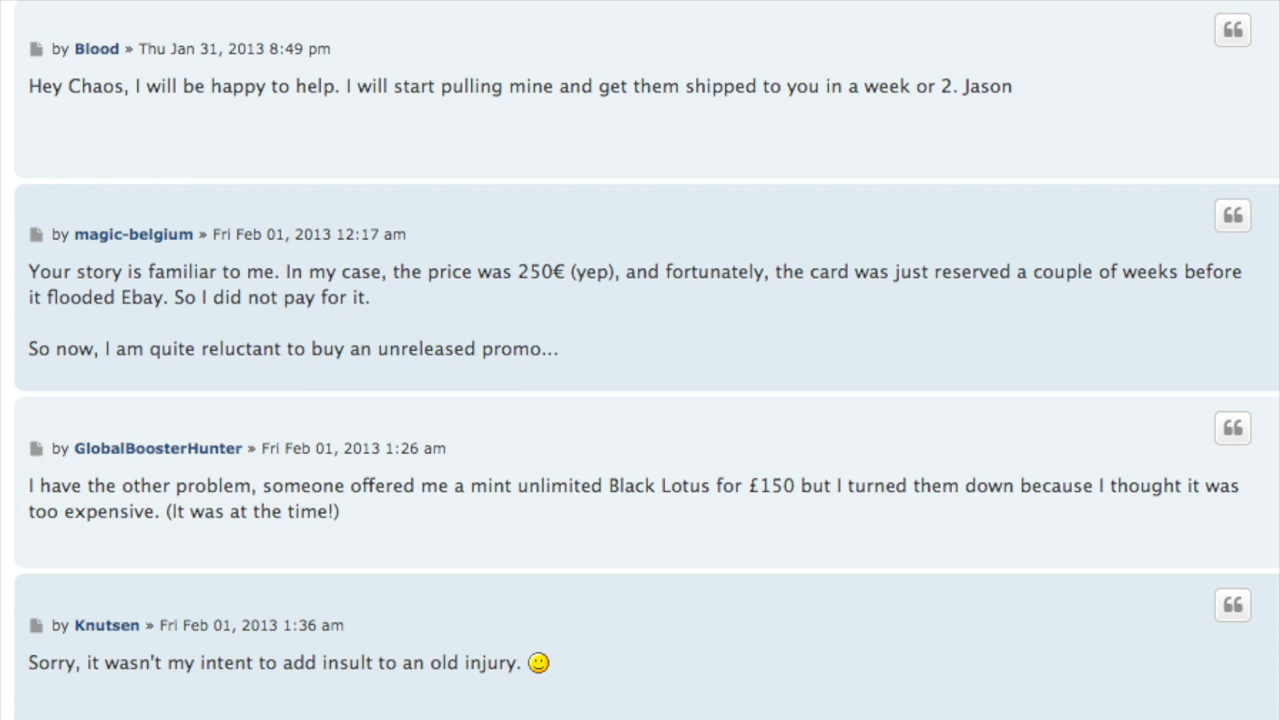 by Blood » Thu Jan 31, 2013 8:49 pm
Hey Chaos, I will be happy to help. I will start pulling mine and get them shipped to you in a week or 2. Jason
by magic-belgium » Fri Feb 01, 2013 12:17 am
Your story is familiar to me. In my case, the price was 250€ (yep), and fortunately, the card was just reserved a couple of weeks before
it flooded Ebay. So I did not pay for it.
So now, I am quite reluctant to buy an unreleased promo...
by GlobalBoosterHunter » Fri Feb 01, 2013 1:26 am
I have the other problem, someone offered me a mint unlimited Black Lotus for £150 but I turned them down because I thought it was
too expensive. (It was at the time!)
by Knutsen » Fri Feb 01, 2013 1:36 am
Sorry, it wasn't my intent to add insult to an old injury.